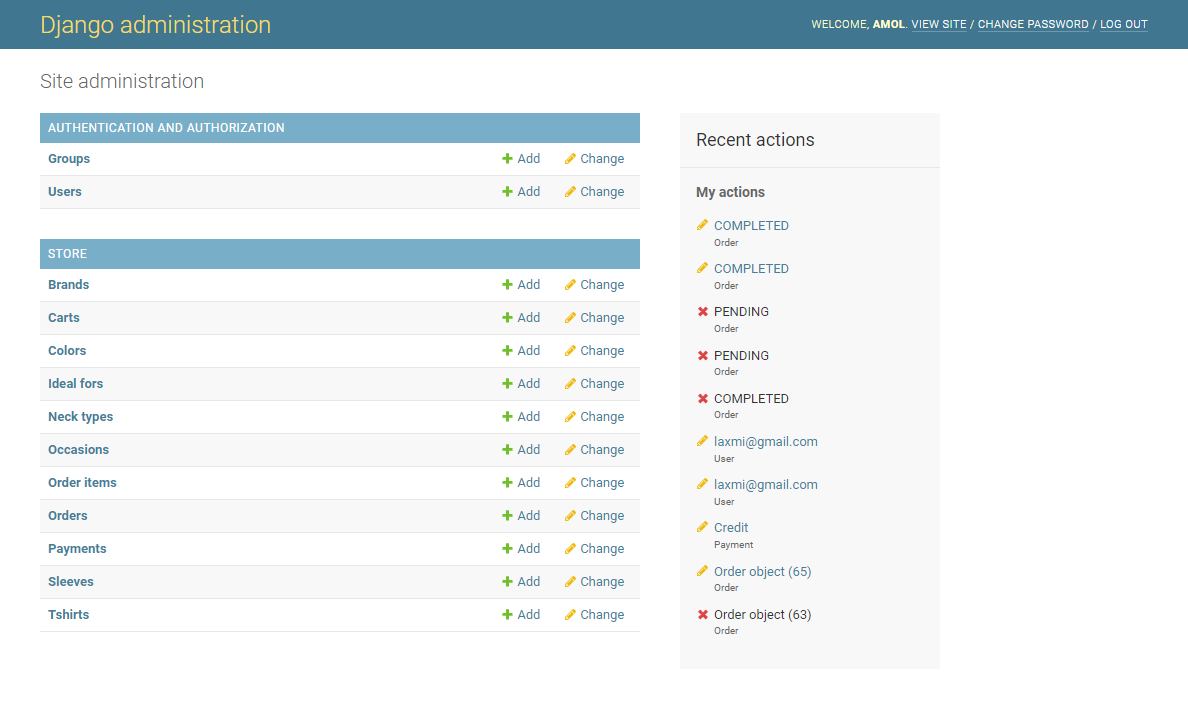 Django administration
WELCOME, AMOL. VIEW SITE / CHANGE PASSWORD / LOG OUT
Site administration
AUTHENTICATION AND AUTHORIZATION
Groups Add Change
Users Add Change
STORE
Brands Add Change
Carts Add Change
Colors Add Change
Ideal fors Add Change
Neck types Add Change
Occasions Add Change
Order items Add Change
Orders Add Change
Payments Add Change
Sleeves Add Change
Tshirts Add Change
Recent actions
My actions
COMPLETED
Order
COMPLETED
Order
PENDING
Order
PENDING
Order
COMPLETED
Order
laxmi@gmail.com
User
laxmi@gmail.com
User
Credit
Payment
Order object (65)
Order
Order object (63)
Order